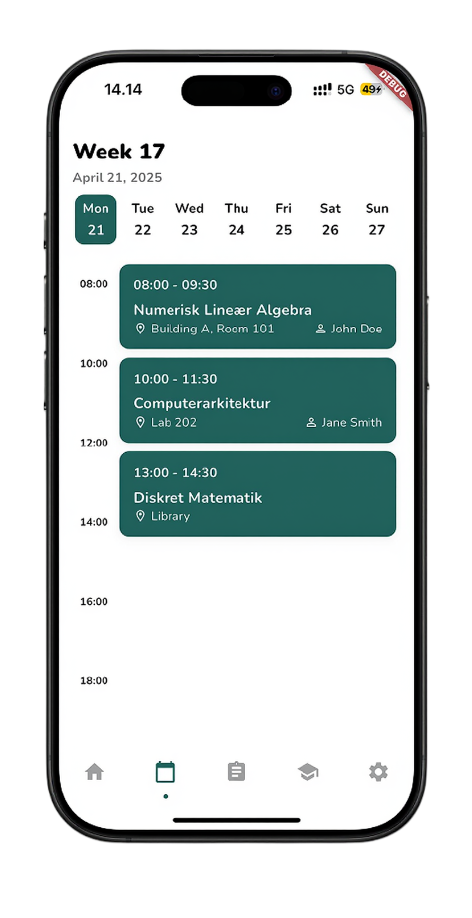 14.14
5G
49
DEBUG
Week 17
April 21, 2025
Mon Tue Wed Thu Fri Sat Sun
21 22 23 24 25 26 27
08:00
08:00 - 09:30
Numerisk Lineær Algebra
Building A, Room 101 John Doe
10:00
10:00 - 11:30
Computerarkitektur
Lab 202 Jane Smith
12:00
13:00 - 14:30
Diskret Matematik
Library
14:00
16:00
18:00